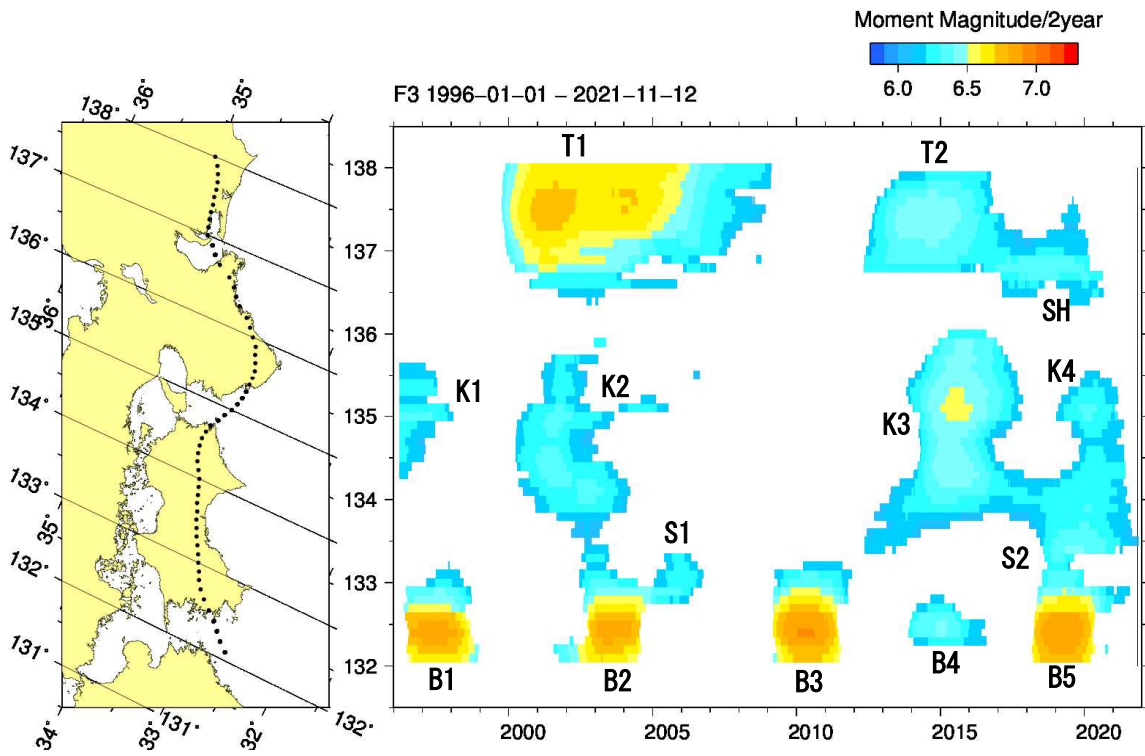 Moment Magnitude/2year
6.0 6.5 7.0
F3 1996-01-01 - 2021-11-12
138° 36° 35°
137°
136°
135°
36°
134°
133°
35°
132°
131°
34° 33° 131° 32° 132°
138
137
136
135
134
133
132
2000 2005 2010 2015 2020
T1 T2
SH
K1 K2 K3 K4
S1 S2
B1 B2 B3 B4 B5